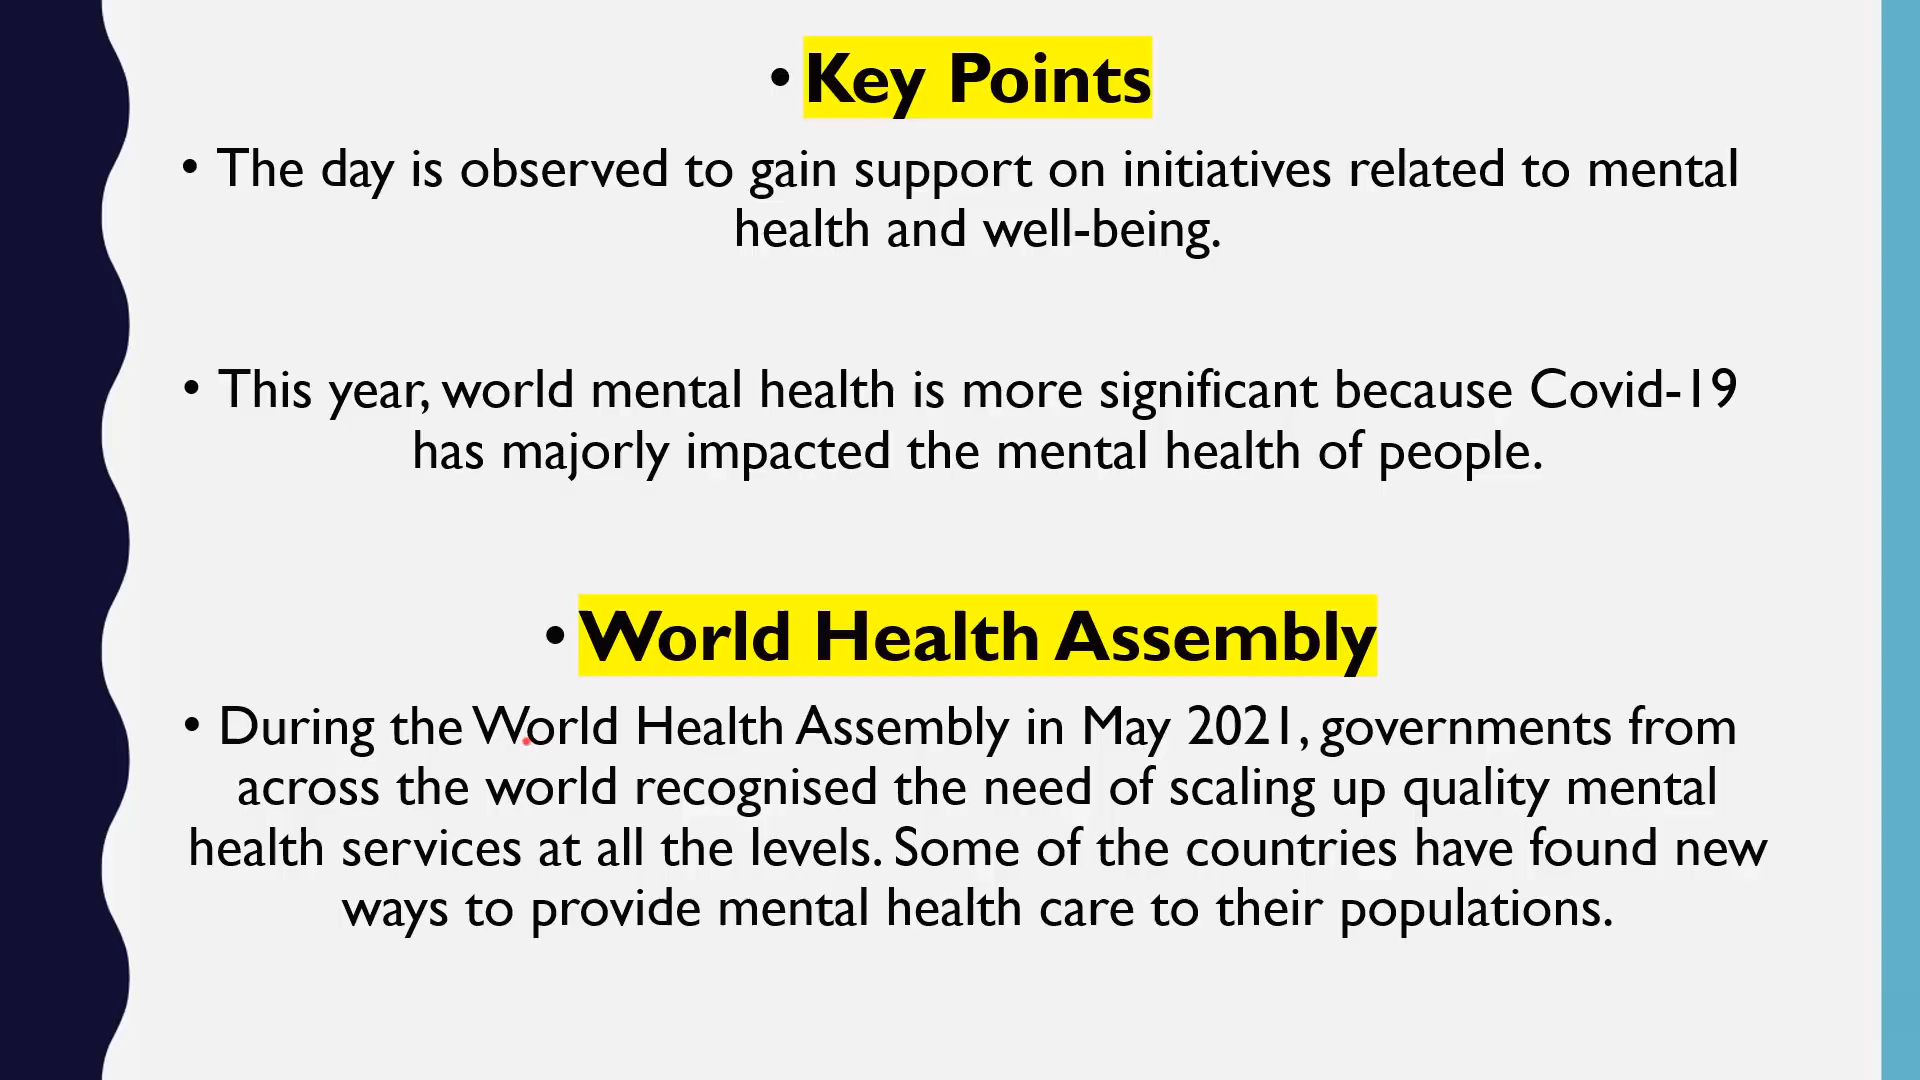 • Key Points
• The day is observed to gain support on initiatives related to mental
health and well-being.
• This year, world mental health is more significant because Covid-19
has majorly impacted the mental health of people.
• World Health Assembly
• During the World Health Assembly in May 2021, governments from
across the world recognised the need of scaling up quality mental
health services at all the levels. Some of the countries have found new
ways to provide mental health care to their populations.